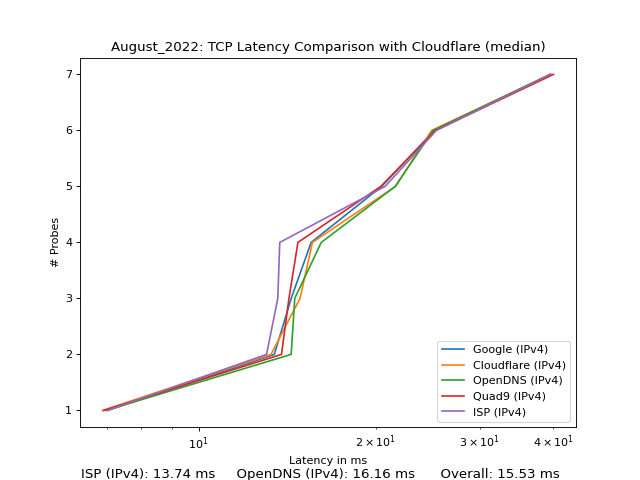 August_2022: TCP Latency Comparison with Cloudflare (median)
# Probes
7
6
5
4
3
2
1
Google (IPv4)
Cloudflare (IPv4)
OpenDNS (IPv4)
Quad9 (IPv4)
ISP (IPv4)
10¹ 2 × 10¹ 3 × 10¹ 4 × 10¹
Latency in ms
ISP (IPv4): 13.74 ms OpenDNS (IPv4): 16.16 ms Overall: 15.53 ms